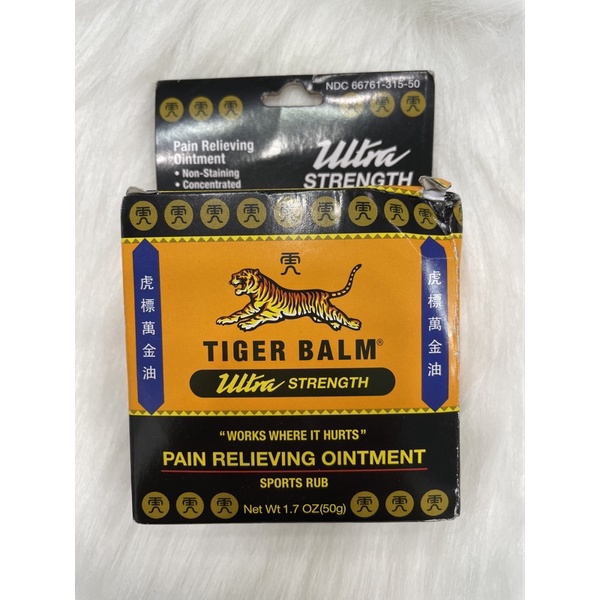 NDC 66761-315-50
Pain Relieving
Ointment
• Non-Staining
• Concentrated
Ultra
STRENGTH
虎標萬金油
虎標萬金油
TIGER BALM®
Ultra STRENGTH
“WORKS WHERE IT HURTS”
PAIN RELIEVING OINTMENT
SPORTS RUB
Net Wt 1.7 OZ(50g)